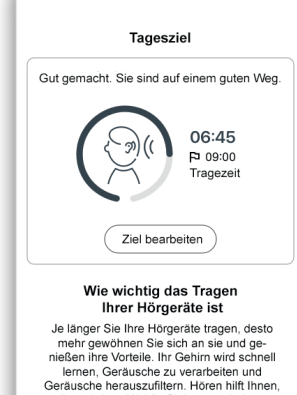 Tagesziel
Gut gemacht. Sie sind auf einem guten Weg.
06:45
09:00
Tragezeit
Ziel bearbeiten
Wie wichtig das Tragen
Ihrer Hörgeräte ist
Je länger Sie Ihre Hörgeräte tragen, desto
mehr gewöhnen Sie sich an sie und ge-
nießen ihre Vorteile. Ihr Gehirn wird schnell
lernen, Geräusche zu verarbeiten und
Geräusche herauszufiltern. Hören hilft Ihnen,